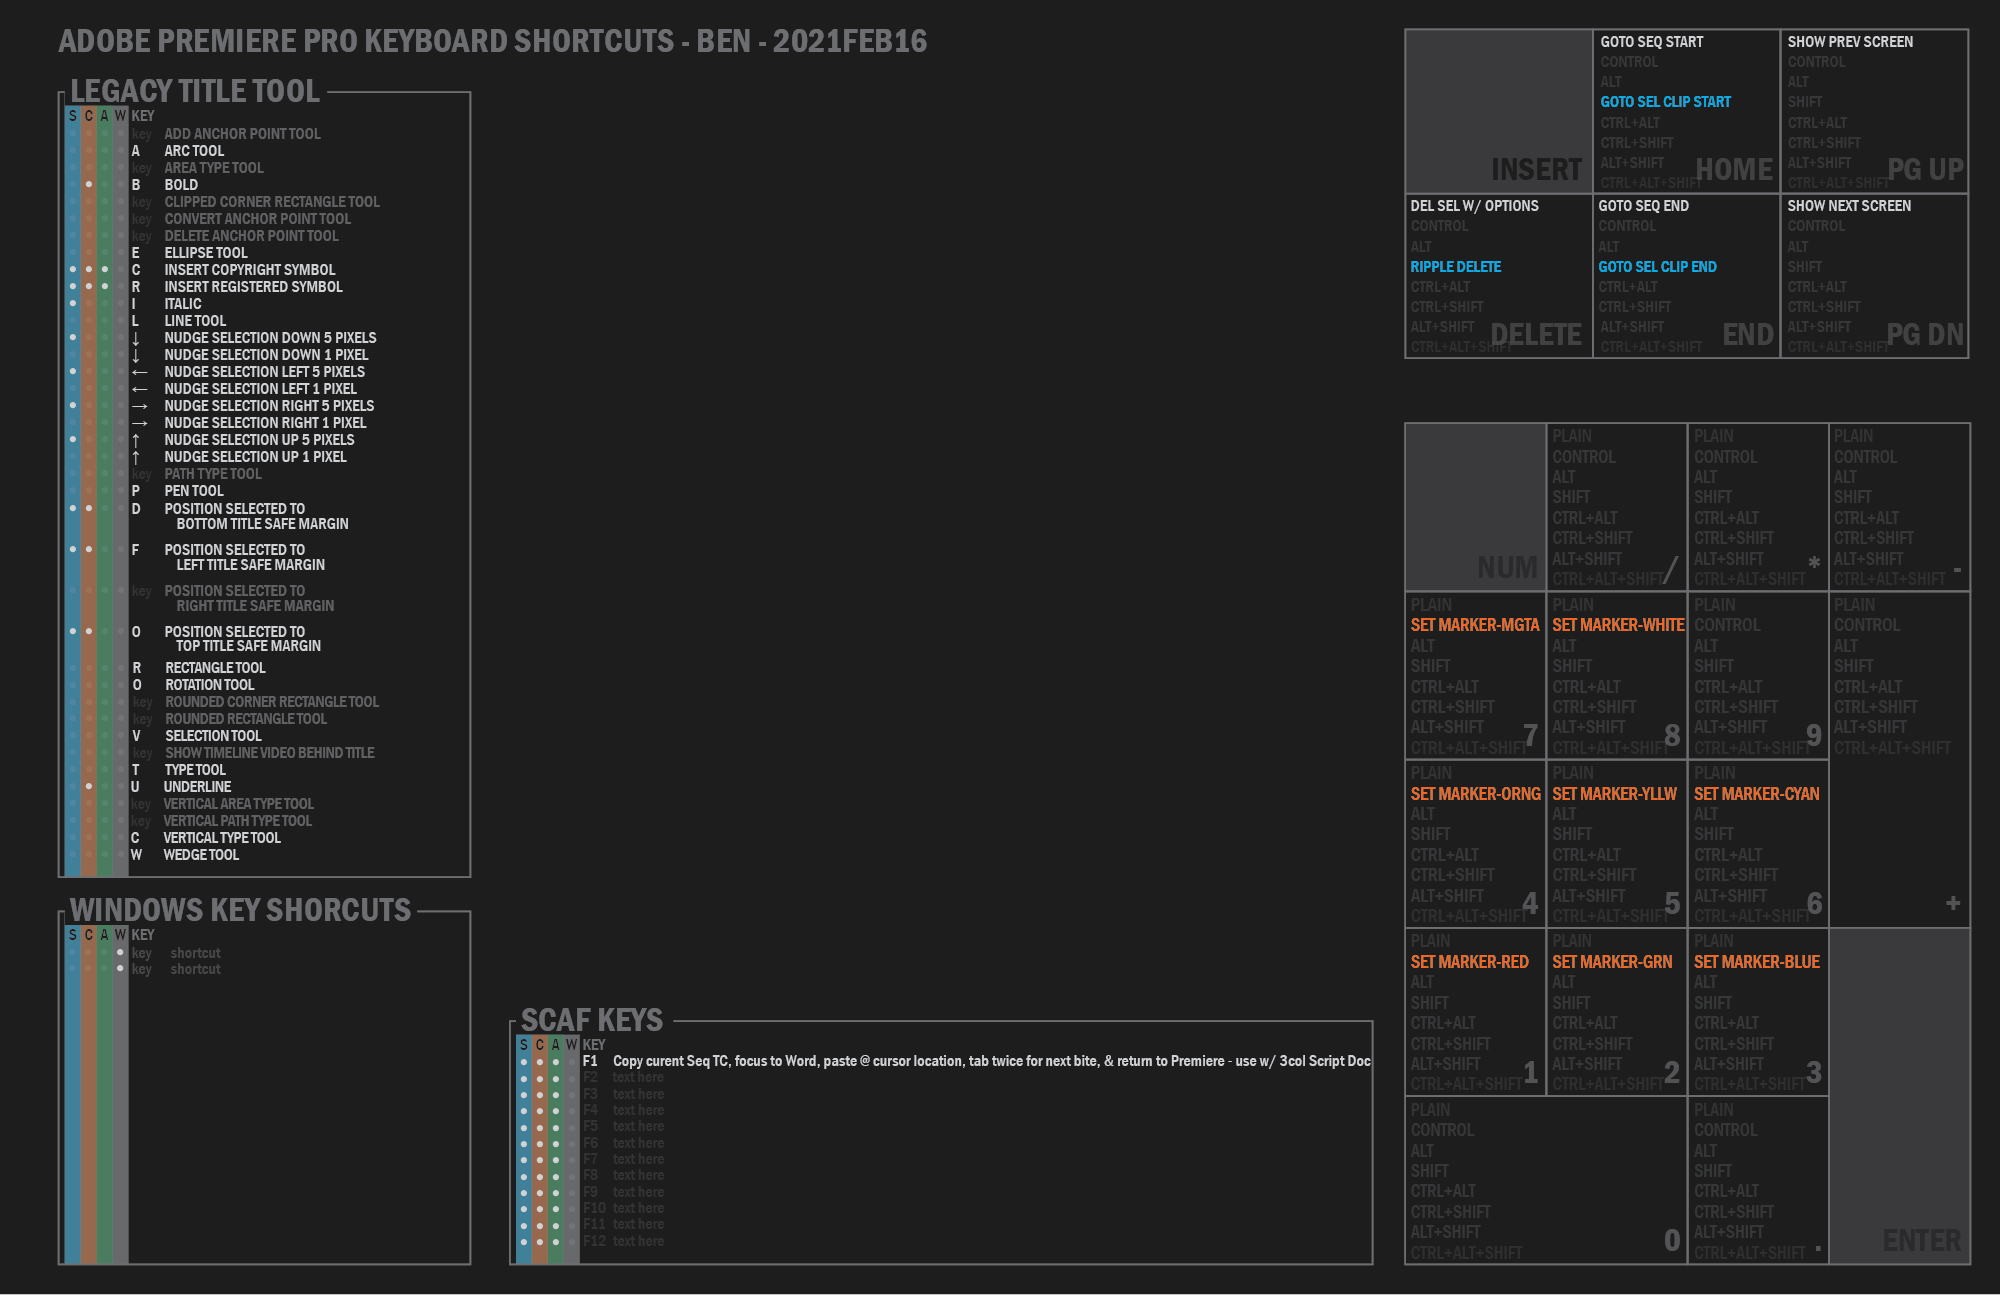 ADOBE PREMIERE PRO KEYBOARD SHORTCUTS - BEN - 2021FEB16
LEGACY TITLE TOOL
S C A W KEY
key ADD ANCHOR POINT TOOL
A ARC TOOL
key AREA TYPE TOOL
B BOLD
key CLIPPED CORNER RECTANGLE TOOL
key CONVERT ANCHOR POINT TOOL
key DELETE ANCHOR POINT TOOL
E ELLIPSE TOOL
C INSERT COPYRIGHT SYMBOL
R INSERT REGISTERED SYMBOL
I ITALIC
L LINE TOOL
↓ NUDGE SELECTION DOWN 5 PIXELS
↓ NUDGE SELECTION DOWN 1 PIXEL
← NUDGE SELECTION LEFT 5 PIXELS
← NUDGE SELECTION LEFT 1 PIXEL
→ NUDGE SELECTION RIGHT 5 PIXELS
→ NUDGE SELECTION RIGHT 1 PIXEL
↑ NUDGE SELECTION UP 5 PIXELS
↑ NUDGE SELECTION UP 1 PIXEL
key PATH TYPE TOOL
P PEN TOOL
D POSITION SELECTED TO
BOTTOM TITLE SAFE MARGIN
F POSITION SELECTED TO
LEFT TITLE SAFE MARGIN
key POSITION SELECTED TO
RIGHT TITLE SAFE MARGIN
O POSITION SELECTED TO
TOP TITLE SAFE MARGIN
R RECTANGLE TOOL
O ROTATION TOOL
key ROUNDED CORNER RECTANGLE TOOL
key ROUNDED RECTANGLE TOOL
V SELECTION TOOL
key SHOW TIMELINE VIDEO BEHIND TITLE
T TYPE TOOL
U UNDERLINE
key VERTICAL AREA TYPE TOOL
key VERTICAL PATH TYPE TOOL
C VERTICAL TYPE TOOL
W WEDGE TOOL
WINDOWS KEY SHORCUTS
S C A W KEY
key shortcut
key shortcut
SCAF KEYS
S C A W KEY
F1 Copy curent Seq TC, focus to Word, paste @ cursor location, tab twice for next bite, & return to Premiere - use w/ 3col Script Doc
F2 text here
F3 text here
F4 text here
F5 text here
F6 text here
F7 text here
F8 text here
F9 text here
F10 text here
F11 text here
F12 text here
INSERT
GOTO SEQ START
CONTROL
ALT
GOTO SEL CLIP START
CTRL+ALT
CTRL+SHIFT
ALT+SHIFT
CTRL+ALT+SHIFT
HOME
SHOW PREV SCREEN
CONTROL
ALT
SHIFT
CTRL+ALT
CTRL+SHIFT
ALT+SHIFT
CTRL+ALT+SHIFT
PG UP
DEL SEL W/ OPTIONS
CONTROL
ALT
RIPPLE DELETE
CTRL+ALT
CTRL+SHIFT
ALT+SHIFT
CTRL+ALT+SHIFT
DELETE
GOTO SEQ END
CONTROL
ALT
GOTO SEL CLIP END
CTRL+ALT
CTRL+SHIFT
ALT+SHIFT
CTRL+ALT+SHIFT
END
SHOW NEXT SCREEN
CONTROL
ALT
SHIFT
CTRL+ALT
CTRL+SHIFT
ALT+SHIFT
CTRL+ALT+SHIFT
PG DN
NUM
PLAIN
CONTROL
ALT
SHIFT
CTRL+ALT
CTRL+SHIFT
ALT+SHIFT
CTRL+ALT+SHIFT
/
PLAIN
CONTROL
ALT
SHIFT
CTRL+ALT
CTRL+SHIFT
ALT+SHIFT
CTRL+ALT+SHIFT
*
PLAIN
CONTROL
ALT
SHIFT
CTRL+ALT
CTRL+SHIFT
ALT+SHIFT
CTRL+ALT+SHIFT
-
PLAIN
SET MARKER-MGTA
ALT
SHIFT
CTRL+ALT
CTRL+SHIFT
ALT+SHIFT
CTRL+ALT+SHIFT
7
PLAIN
SET MARKER-WHITE
ALT
SHIFT
CTRL+ALT
CTRL+SHIFT
ALT+SHIFT
CTRL+ALT+SHIFT
8
PLAIN
CONTROL
ALT
SHIFT
CTRL+ALT
CTRL+SHIFT
ALT+SHIFT
CTRL+ALT+SHIFT
9
PLAIN
CONTROL
ALT
SHIFT
CTRL+ALT
CTRL+SHIFT
ALT+SHIFT
CTRL+ALT+SHIFT
+
PLAIN
SET MARKER-ORNG
ALT
SHIFT
CTRL+ALT
CTRL+SHIFT
ALT+SHIFT
CTRL+ALT+SHIFT
4
PLAIN
SET MARKER-YLLW
ALT
SHIFT
CTRL+ALT
CTRL+SHIFT
ALT+SHIFT
CTRL+ALT+SHIFT
5
PLAIN
SET MARKER-CYAN
ALT
SHIFT
CTRL+ALT
CTRL+SHIFT
ALT+SHIFT
CTRL+ALT+SHIFT
6
PLAIN
SET MARKER-RED
ALT
SHIFT
CTRL+ALT
CTRL+SHIFT
ALT+SHIFT
CTRL+ALT+SHIFT
1
PLAIN
SET MARKER-GRN
ALT
SHIFT
CTRL+ALT
CTRL+SHIFT
ALT+SHIFT
CTRL+ALT+SHIFT
2
PLAIN
SET MARKER-BLUE
ALT
SHIFT
CTRL+ALT
CTRL+SHIFT
ALT+SHIFT
CTRL+ALT+SHIFT
3
PLAIN
CONTROL
ALT
SHIFT
CTRL+ALT
CTRL+SHIFT
ALT+SHIFT
CTRL+ALT+SHIFT
0
PLAIN
CONTROL
ALT
SHIFT
CTRL+ALT
CTRL+SHIFT
ALT+SHIFT
CTRL+ALT+SHIFT
.
ENTER